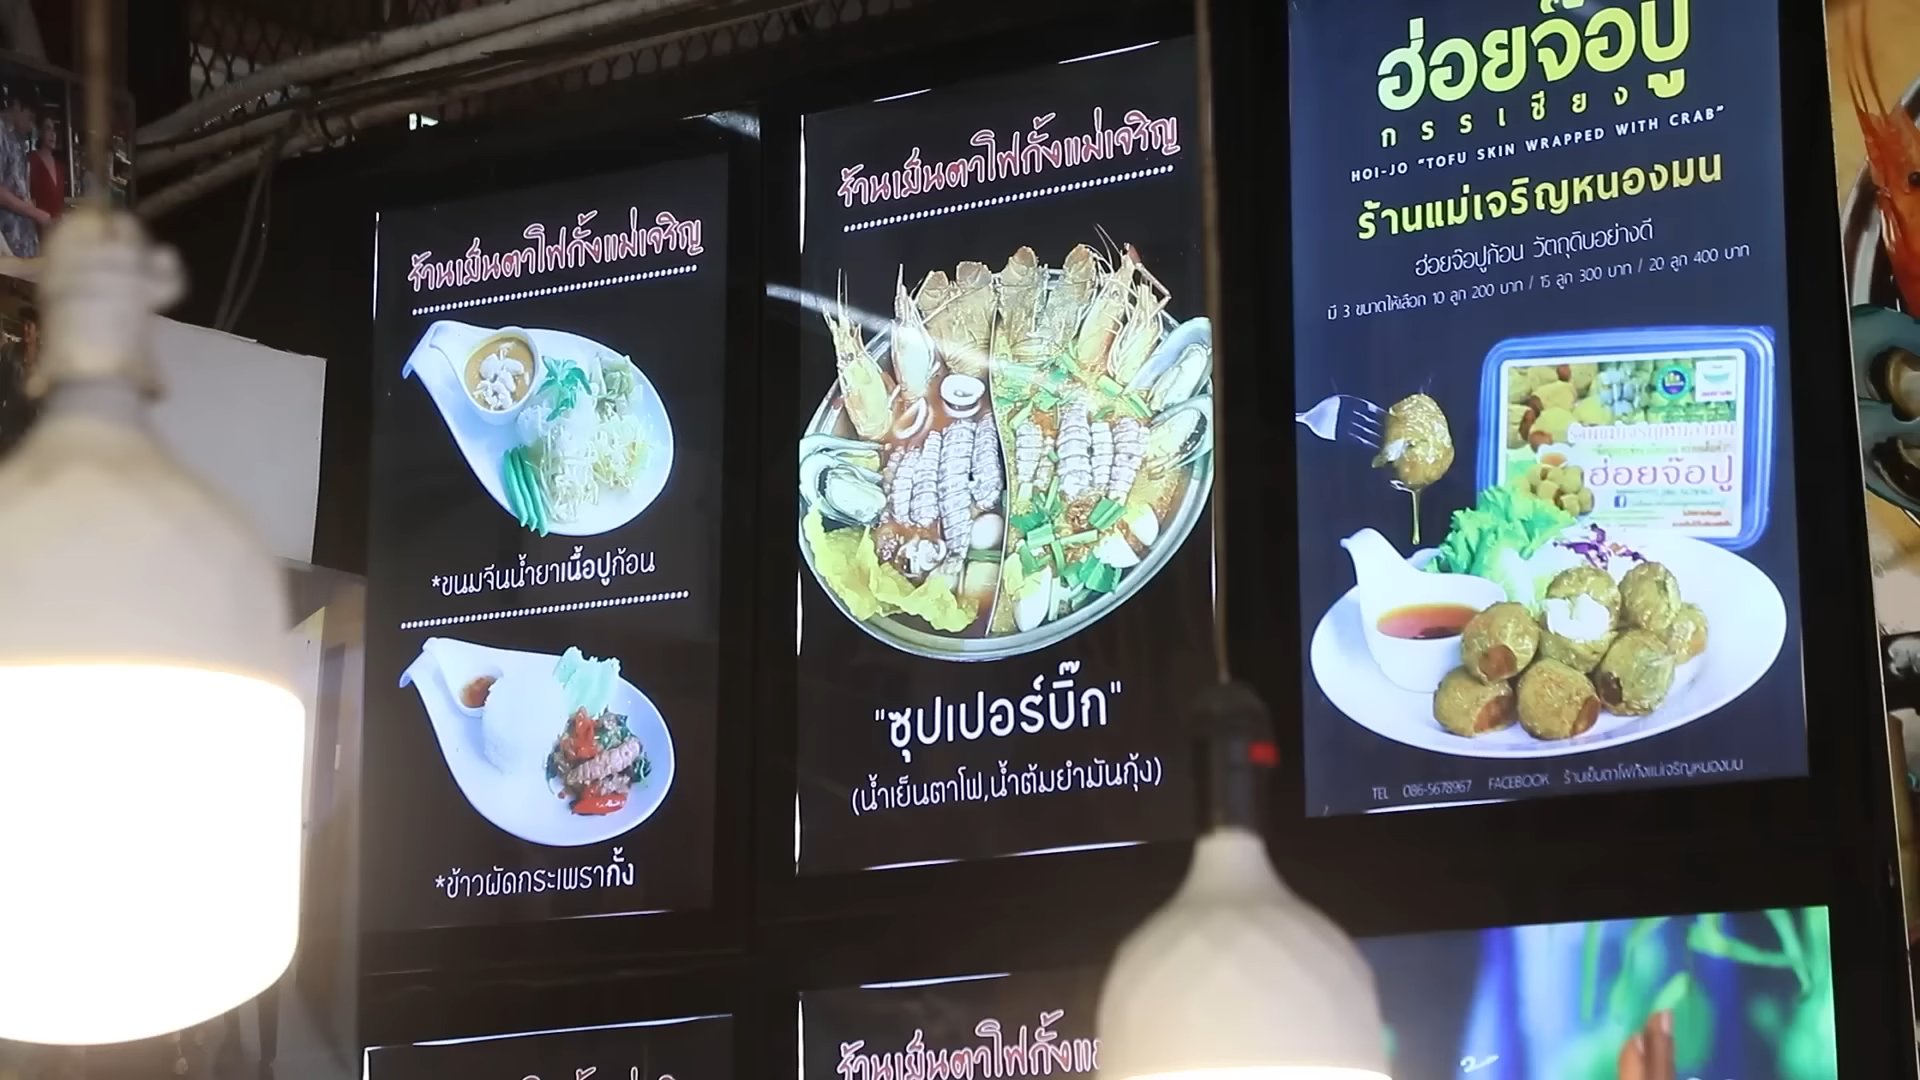 ร้านเย็นตาโฟกั้งแม่เจริญ
*ขนมจีนน้ำยาเนื้อปูก้อน
*ข้าวผัดกระเพรากั้ง
ร้านเย็นตาโฟกั้งแม่เจริญ
"ซุปเปอร์บิ๊ก"
(น้ำเย็นตาโฟ,น้ำต้มยำมันกุ้ง)
ฮ่อยจ๊อปู
กรรเชียง
HOI-JO "TOFU SKIN WRAPPED WITH CRAB"
ร้านแม่เจริญหนองมน
ฮ่อยจ๊อปูก้อน วัตถุดิบอย่างดี
มี 3 ขนาดให้เลือก 10 ลูก 200 บาท / 15 ลูก 300 บาท / 20 ลูก 400 บาท
ฮ่อยจ๊อปู
TEL 086-5678967 FACEBOOK ร้านเย็นตาโฟกั้งแม่เจริญหนองมน
ร้านเย็นตาโฟกั้งแ